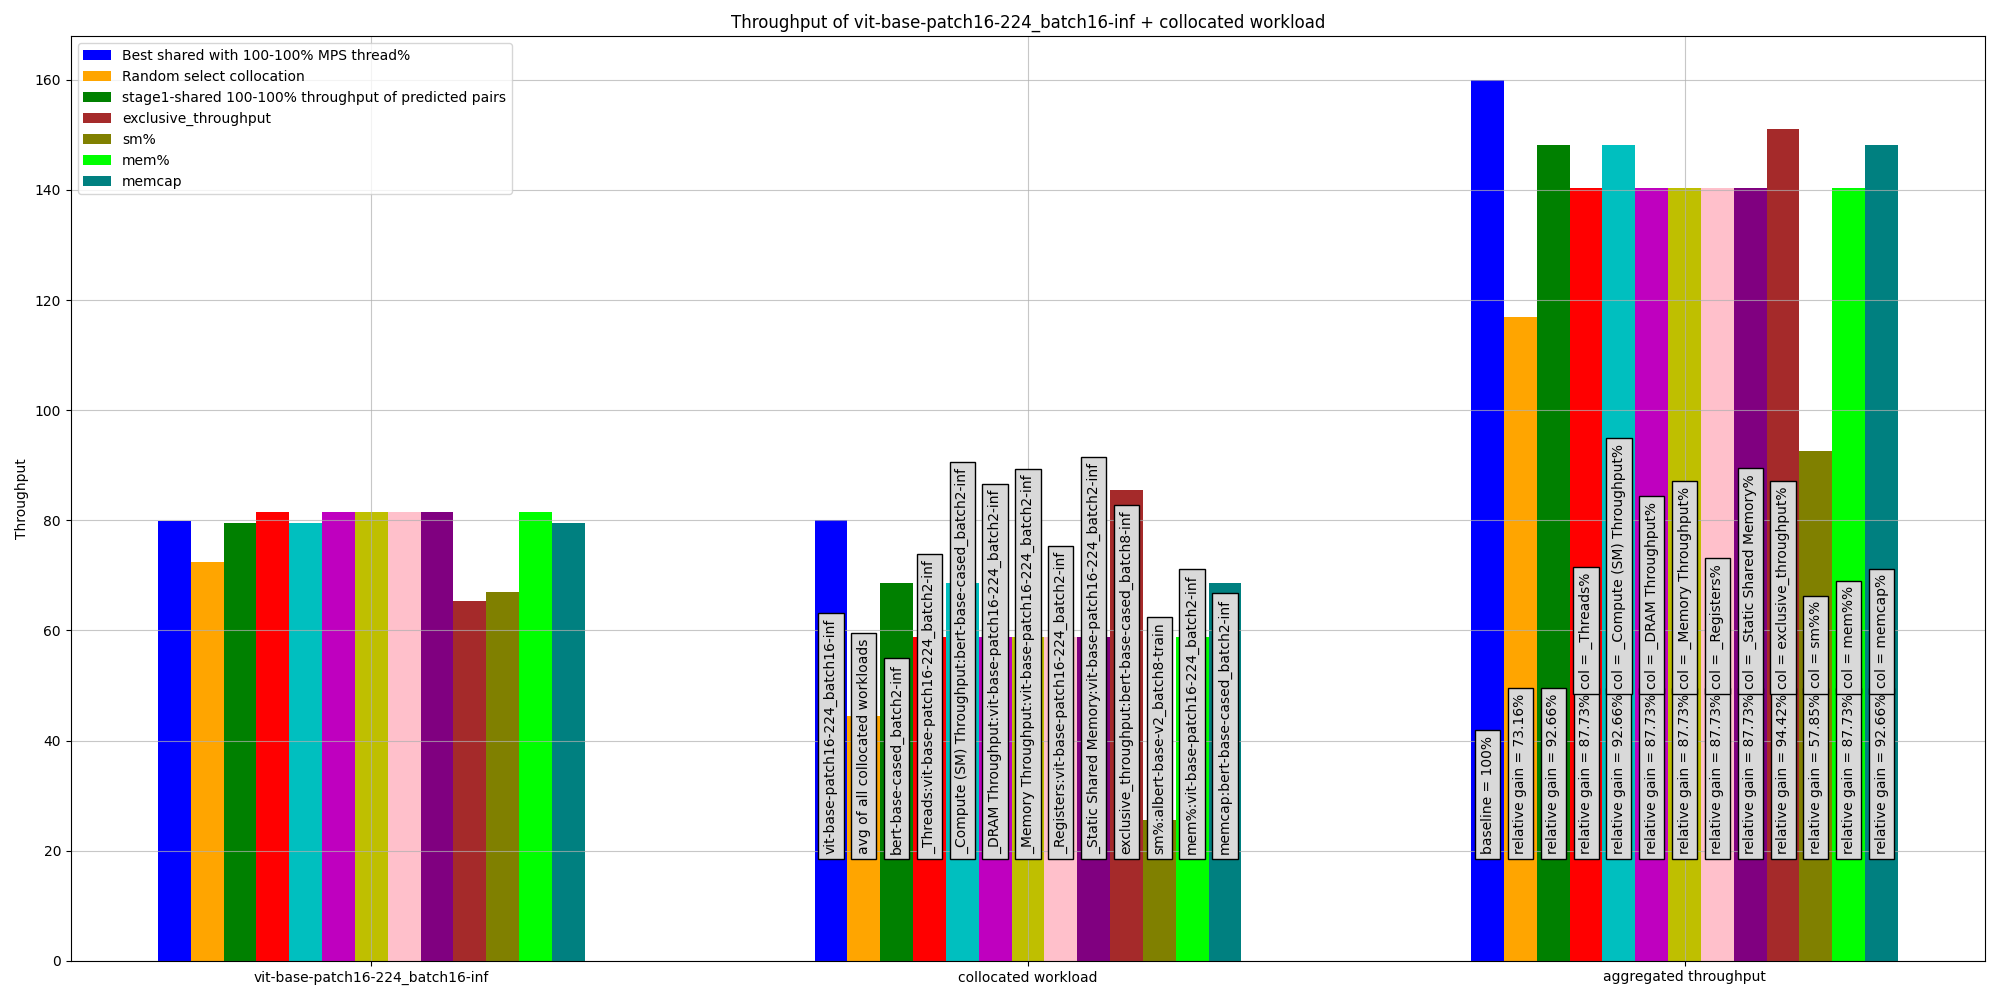 Throughput of vit-base-patch16-224_batch16-inf + collocated workload
Best shared with 100-100% MPS thread%
Random select collocation
stage1-shared 100-100% throughput of predicted pairs
exclusive_throughput
sm%
mem%
memcap
Throughput
160
140
120
100
80
60
40
20
0
vit-base-patch16-224_batch16-inf
avg of all collocated workloads
bert-base-cased_batch2-inf
_Threads:vit-base-patch16-224_batch2-inf
_Compute (SM) Throughput:bert-base-cased_batch2-inf
_DRAM Throughput:vit-base-patch16-224_batch2-inf
_Memory Throughput:vit-base-patch16-224_batch2-inf
_Registers:vit-base-patch16-224_batch2-inf
_Static Shared Memory:vit-base-patch16-224_batch2-inf
exclusive_throughput:bert-base-cased_batch8-inf
sm%:albert-base-v2_batch8-train
mem%:vit-base-patch16-224_batch2-inf
memcap:bert-base-cased_batch2-inf
baseline = 100%
relative gain = 73.16%
relative gain = 92.66%
relative gain = 87.73%
col = _Threads%
relative gain = 92.66%
col = _Compute (SM) Throughput%
relative gain = 87.73%
col = _DRAM Throughput%
relative gain = 87.73%
col = _Memory Throughput%
relative gain = 87.73%
col = _Registers%
relative gain = 87.73%
col = _Static Shared Memory%
relative gain = 94.42%
col = exclusive_throughput%
relative gain = 57.85%
col = sm%%
relative gain = 87.73%
col = mem%%
relative gain = 92.66%
col = memcap%
vit-base-patch16-224_batch16-inf
collocated workload
aggregated throughput